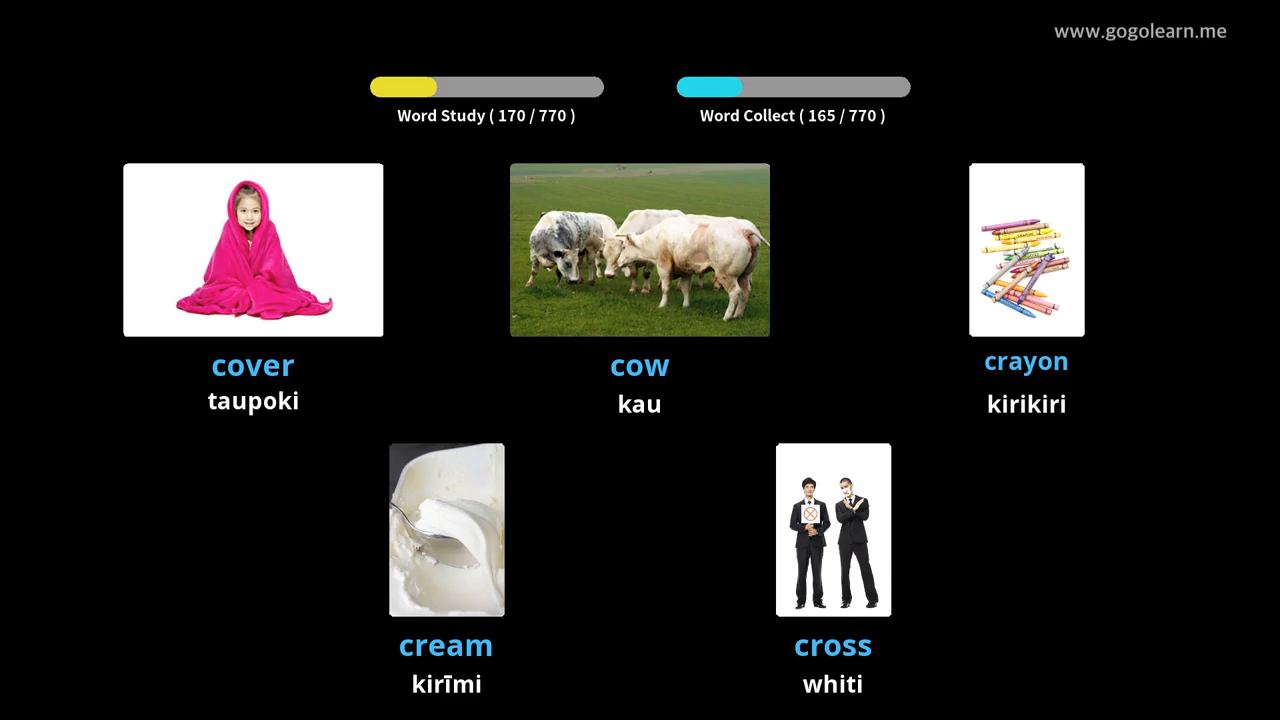 www.gogolearn.me
Word Study ( 170 / 770 )
Word Collect ( 165 / 770 )
cover
taupoki
cow
kau
crayon
kirikiri
cream
kirīmi
cross
whiti